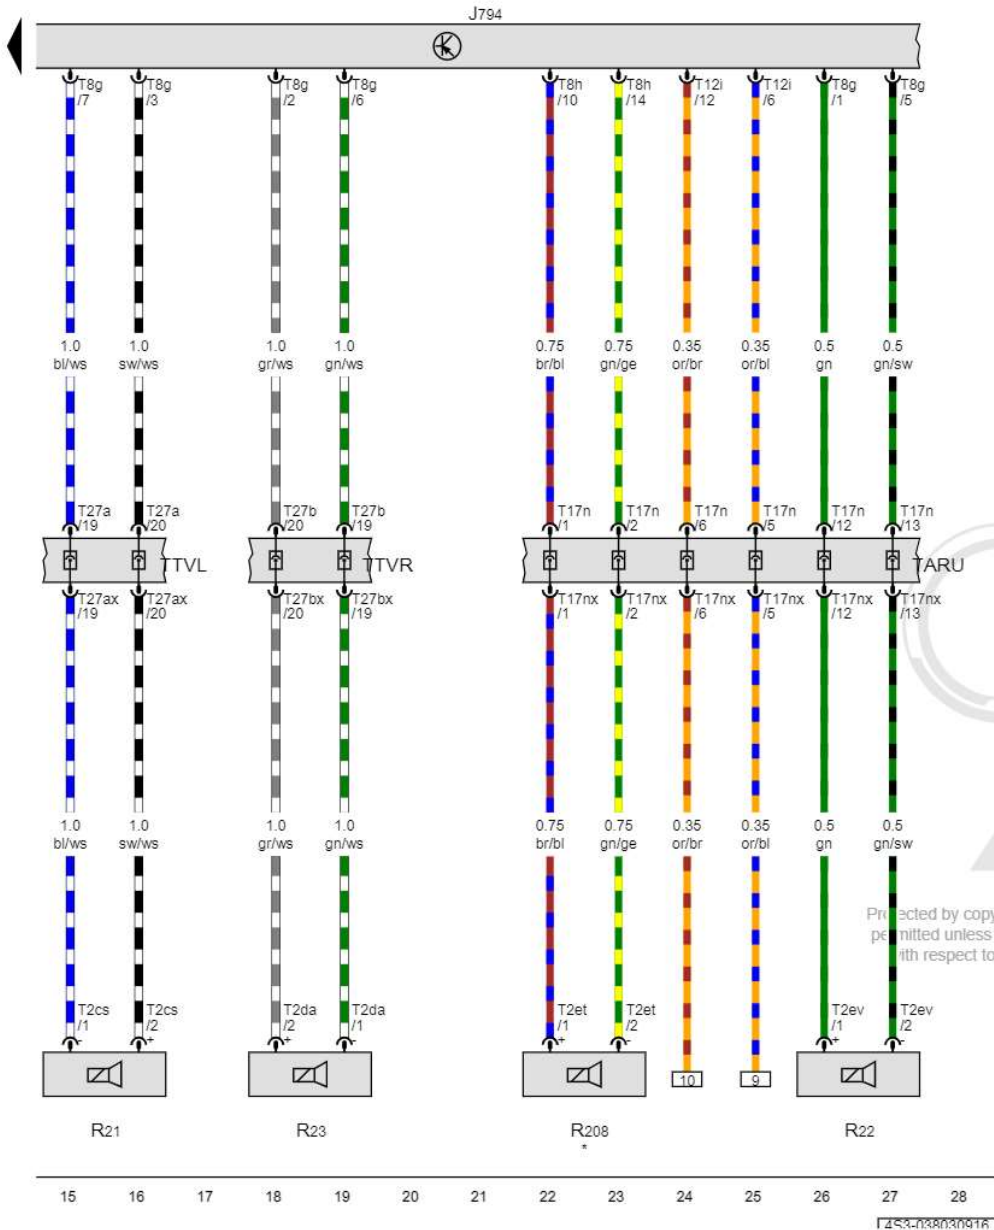 J794
T8g T8g T8g T8g T8h T8h T12i T12i T8g T8g
/7 /3 /2 /6 /10 /14 /12 /6 /1 /5
1.0 1.0 1.0 1.0 0.75 0.75 0.35 0.35 0.5 0.5
bl/ws sw/ws gr/ws gn/ws br/bl gn/ge or/br or/bl gn gn/sw
T27a T27a T27b T27b T17n T17n T17n T17n T17n T17n
/19 /20 /20 /19 /1 /2 /6 /5 /12 /13
TTVL TTVR TARU
T27ax T27ax T27bx T27bx T17nx T17nx T17nx T17nx T17nx T17nx
/19 /20 /20 /19 /1 /2 /6 /5 /12 /13
1.0 1.0 1.0 1.0 0.75 0.75 0.35 0.35 0.5 0.5
bl/ws sw/ws gr/ws gn/ws br/bl gn/ge or/br or/bl gn gn/sw
by copy
unless
with respect to
T2cs T2cs T2da T2da T2et T2et T2ev T2ev
/1 /2 /2 /1 /1 /2 /1 /2
- + + - + - + -
10 9
R21 R23 R208 R22
*
15 16 17 18 19 20 21 22 23 24 25 26 27 28